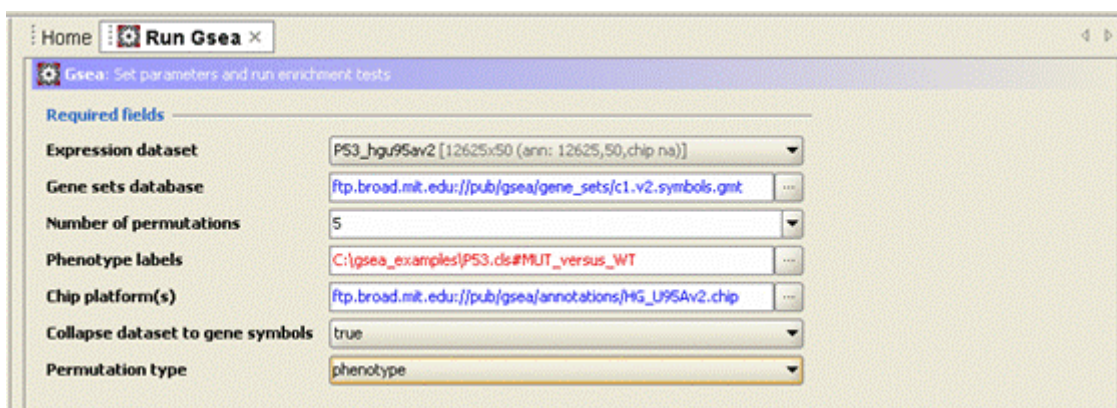 Home Run Gsea ×
Gsea: Set parameters and run enrichment tests
Required fields
Expression dataset P53_hgu95av2 [12625x50 (ann: 12625,50,chip na)]
Gene sets database ftp.broad.mit.edu://pub/gsea/gene_sets/c1.v2.symbols.gmt ...
Number of permutations 5
Phenotype labels C:\gsea_examples\P53.cls#MUT_versus_WT ...
Chip platform(s) ftp.broad.mit.edu://pub/gsea/annotations/HG_U95Av2.chip ...
Collapse dataset to gene symbols true
Permutation type phenotype